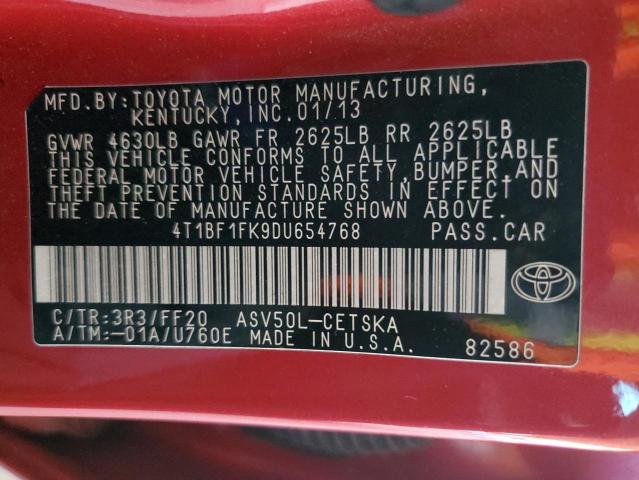 MFD.BY:TOYOTA MOTOR MANUFACTURING,
KENTUCKY, INC.01/13
GVWR 4630LB GAWR FR 2625LB RR 2625LB
THIS VEHICLE CONFORMS TO ALL APPLICABLE
FEDERAL MOTOR VEHICLE SAFETY,BUMPER,AND
THEFT PREVENTION STANDARDS IN EFFECT ON
THE DATE OF MANUFACTURE SHOWN ABOVE.
4T1BF1FK9DU654768 PASS.CAR
C/TR:3R3/FF20 ASV50L-CETSKA
A/TM:-01A/U760E MADE IN U.S.A. 82586